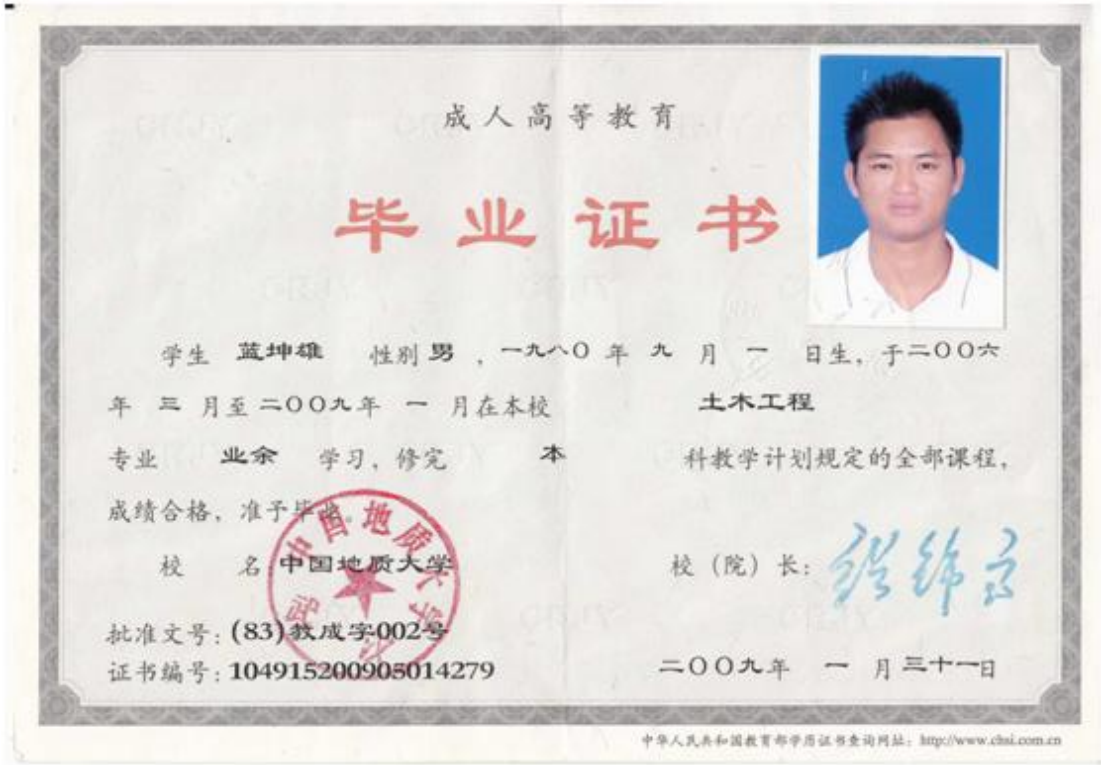 成人高等教育
毕业证书
学生 蓝坤雄 性别 男 ，一九八〇 年 九 月 一 日生，于二〇〇六
年 三 月至 二〇〇九年 一 月在本校 土木工程
专业 业余 学习，修完 本 科教学计划规定的全部课程，
成绩合格，准予毕业。
校 名 中国地质大学
校（院）长：
批准文号：(83)教成字002号
证书编号：104915200905014279
二〇〇九年 一 月 三十一日
中华人民共和国教育部学历证书查询网址：http://www.chsi.com.cn